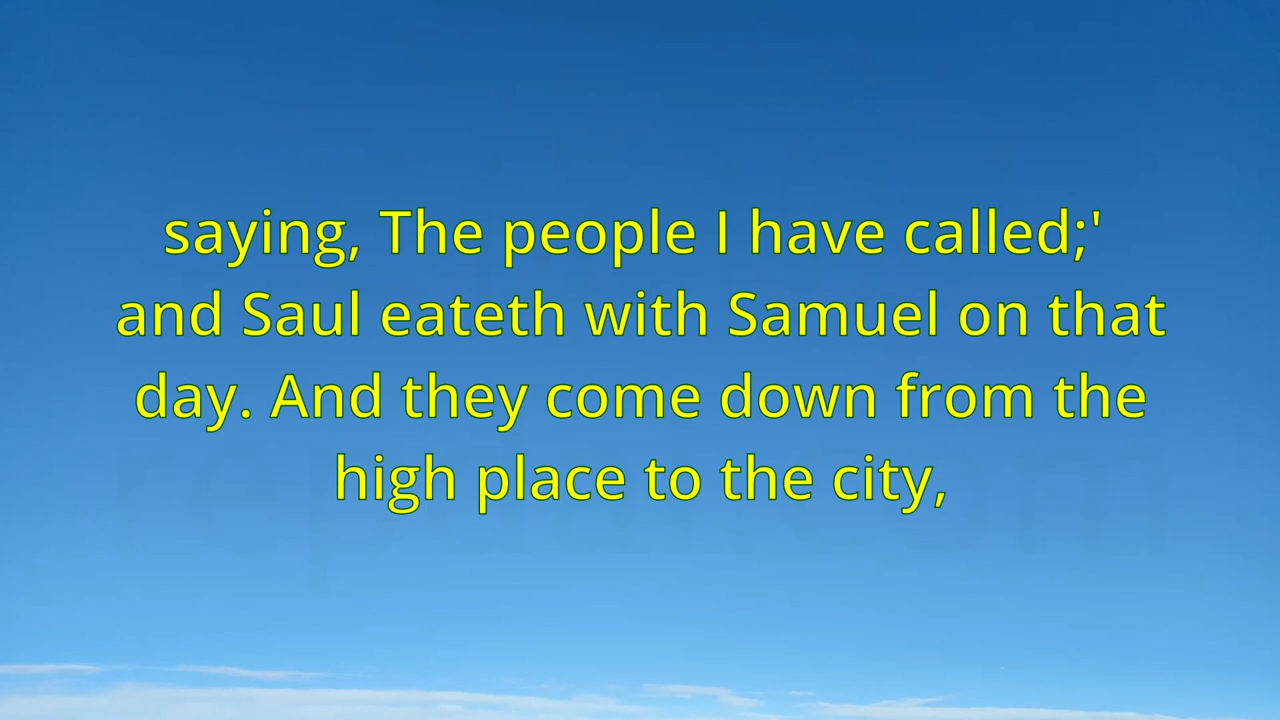 saying, The people I have called;'
and Saul eateth with Samuel on that
day. And they come down from the
high place to the city,